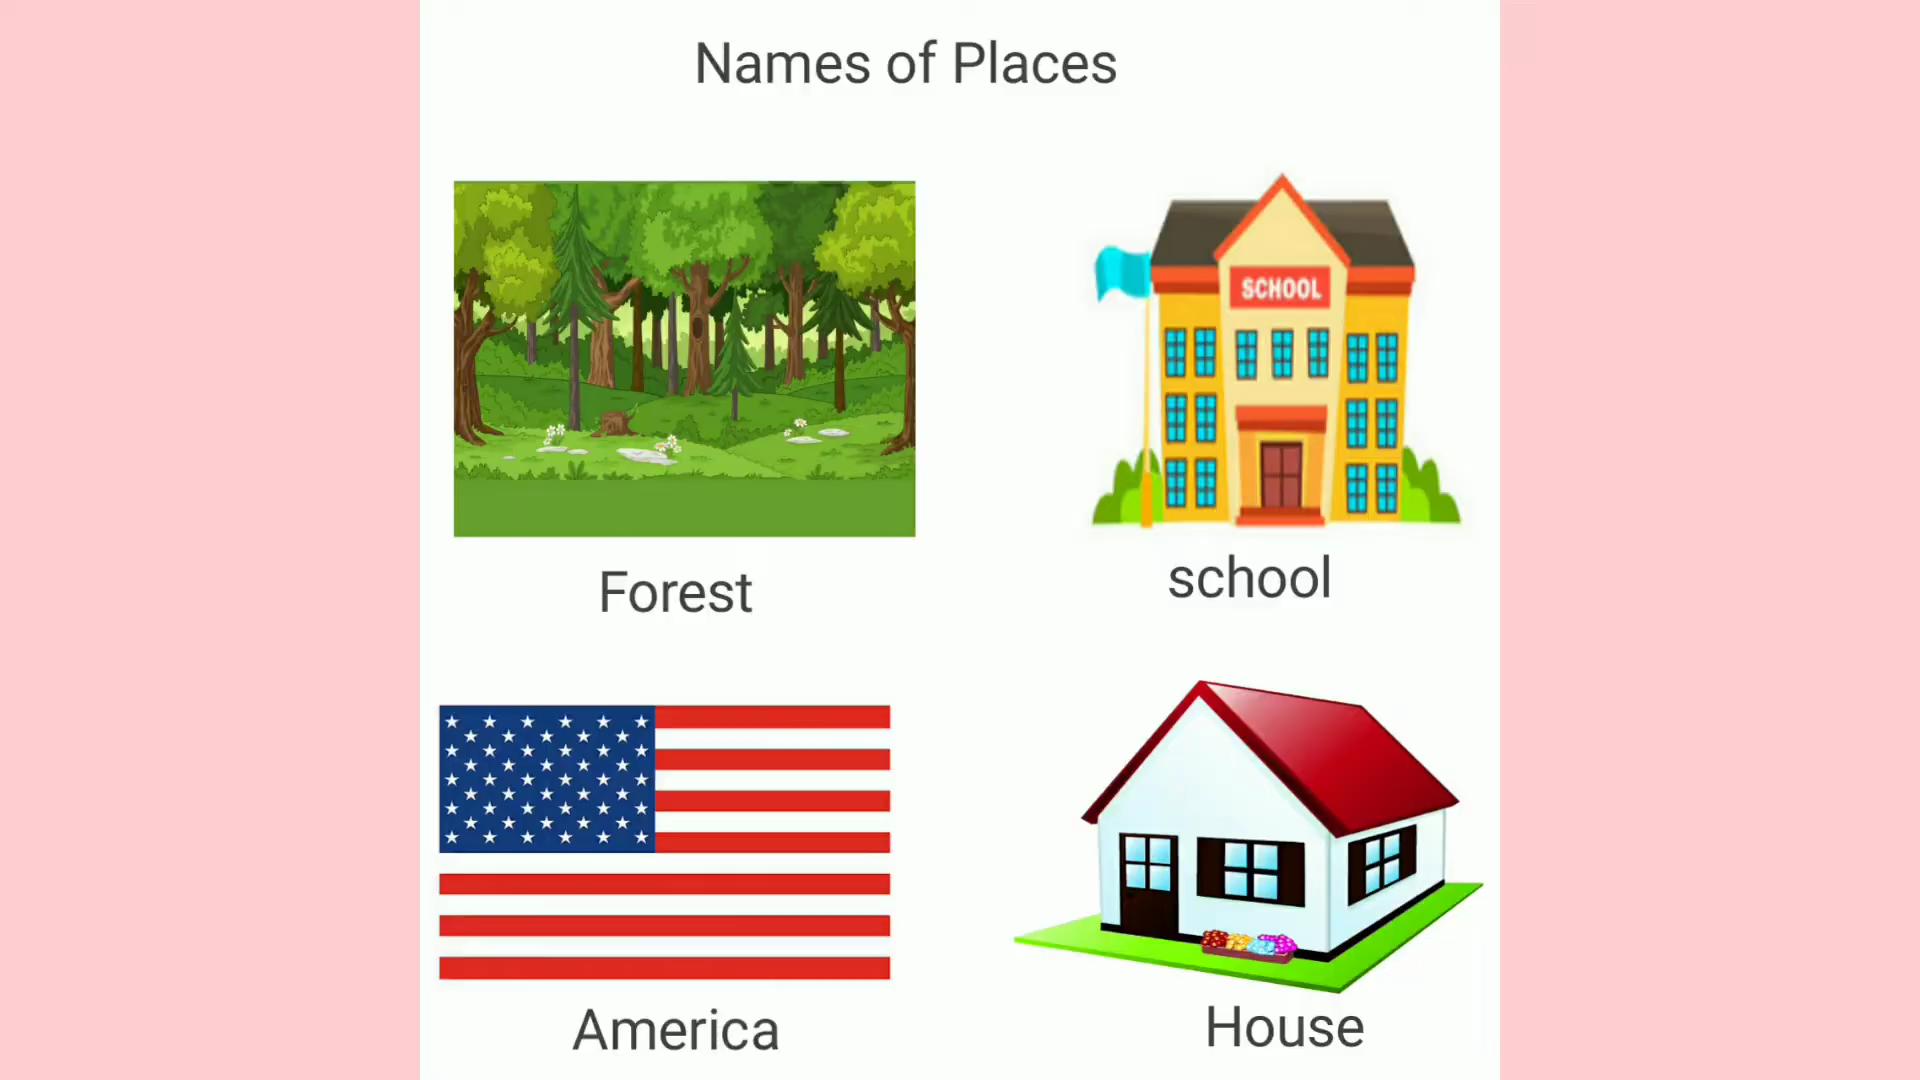 Names of Places
SCHOOL
Forest
school
America
House